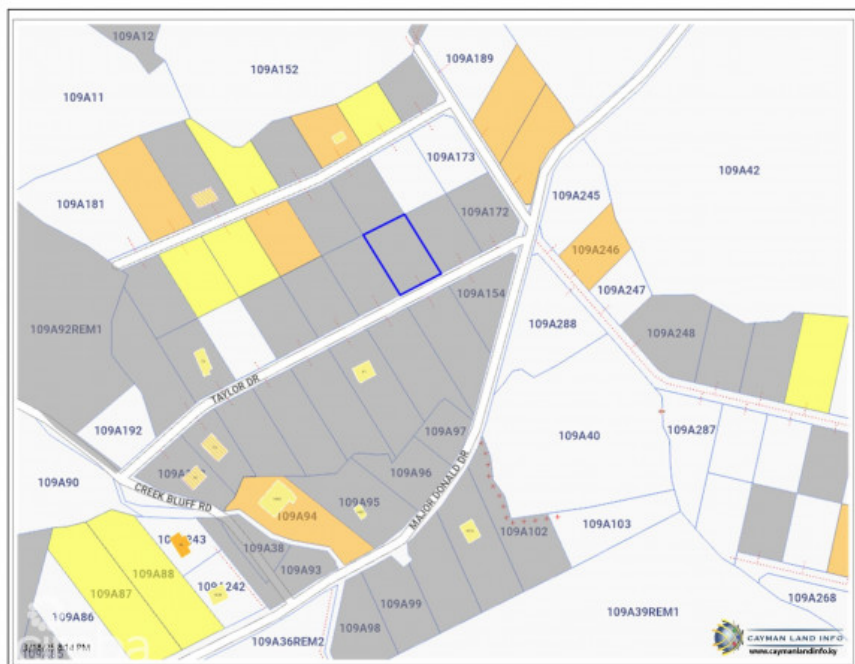 109A12
109A152
109A189
109A11
109A173
109A42
109A181
109A245
109A172
109A246
109A154
109A247
109A92REM1
109A288
109A248
TAYLOR DR
109A192
109A97
109A40
109A287
109A96
109A90
CREEK BLUFF RD
109A95
MAJOR DONALD DR
109A94
109A102
109A103
109A243
109A38
109A88
109A93
109A242
109A87
109A268
109A99
109A86
109A39REM1
109A36REM2
109A98
CAYMAN LAND INFO
www.caymanlandinfo.ky